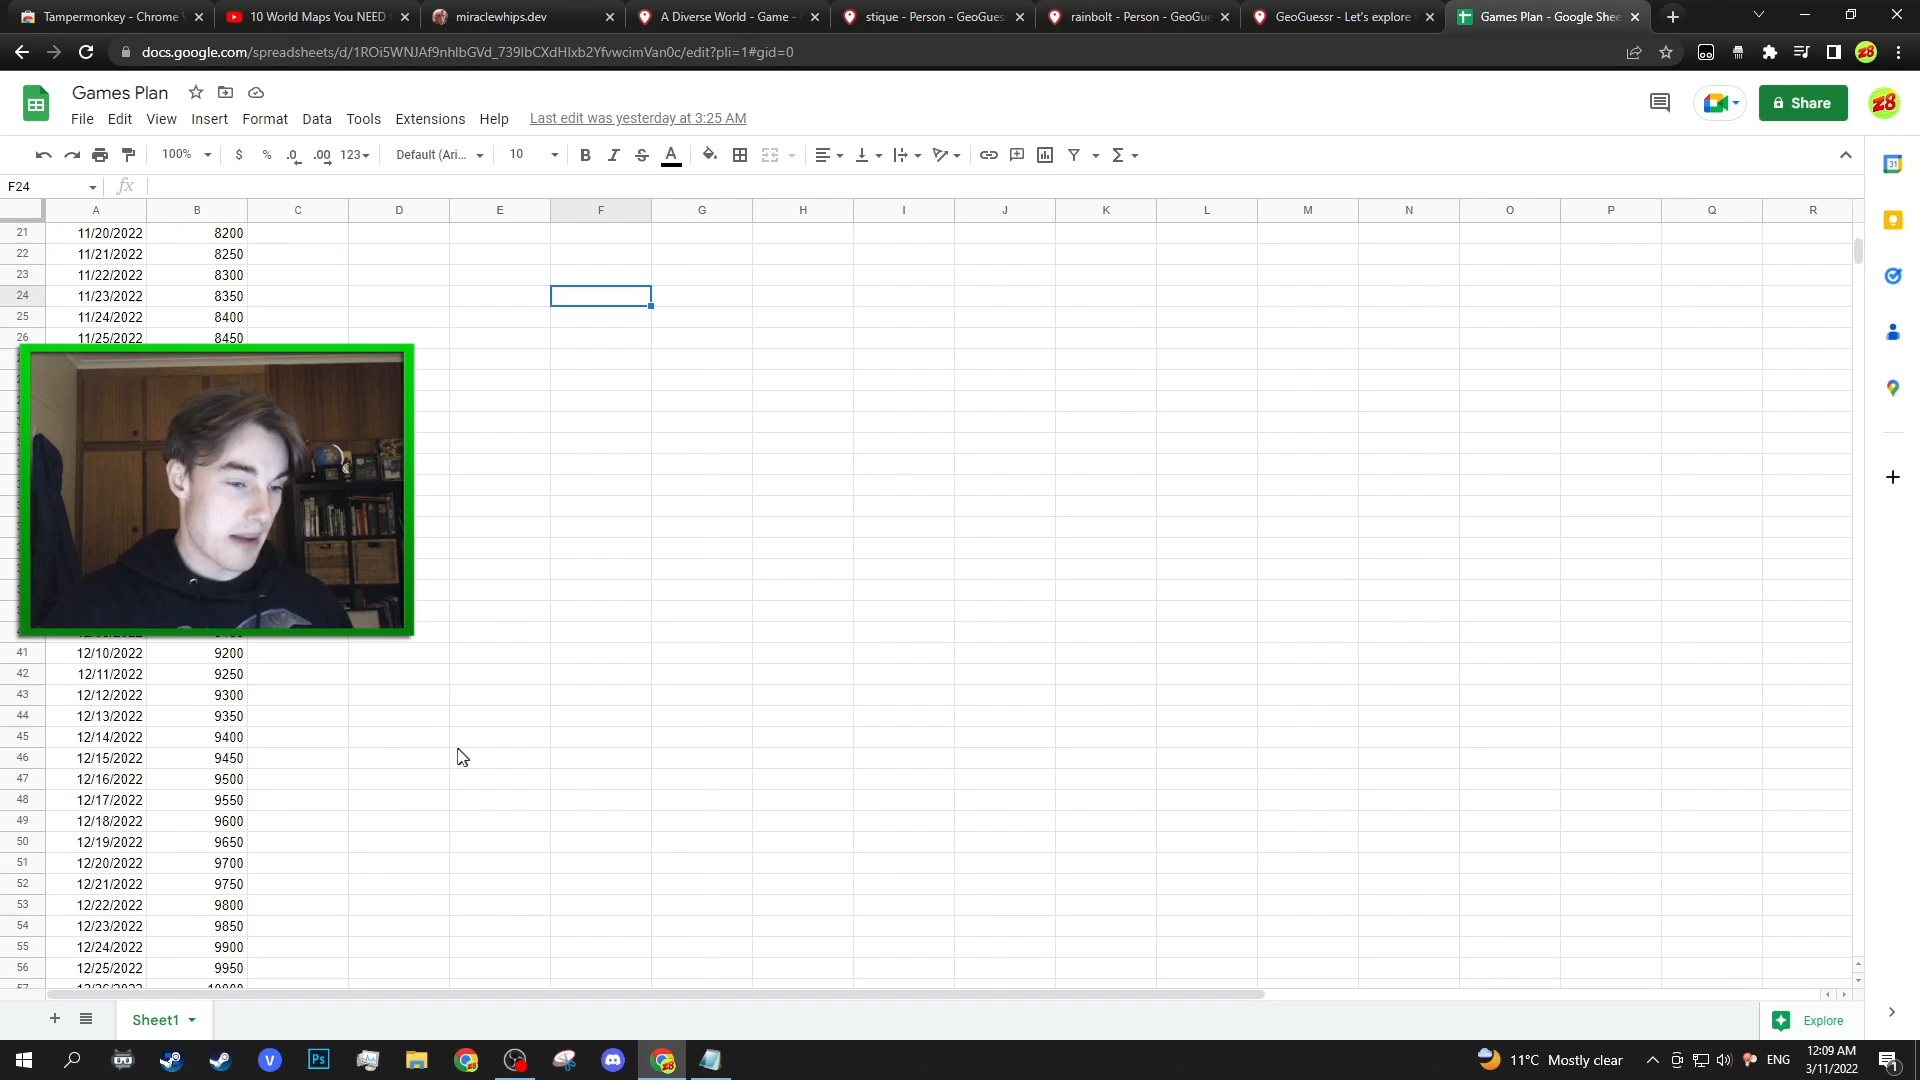 Tampermonkey - Chrome
10 World Maps You NEED
miraclewhips.dev
A Diverse World - Game -
stique - Person - GeoGues
rainbolt - Person - GeoGue
GeoGuessr - Let's explore
Games Plan - Google Shee
docs.google.com/spreadsheets/d/1ROi5WNJAf9nhlbGVd_739lbCXdHlxb2YfvwcimVan0c/edit?pli=1#gid=0
Games Plan
File Edit View Insert Format Data Tools Extensions Help Last edit was yesterday at 3:25 AM
Share
z8
100% $ % .0 .00 123 Default (Ari... 10 B I S A
F24 fx
A B C D E F G H I J K L M N O P Q R
21 11/20/2022 8200
22 11/21/2022 8250
23 11/22/2022 8300
24 11/23/2022 8350
25 11/24/2022 8400
26 11/25/2022 8450
41 12/10/2022 9200
42 12/11/2022 9250
43 12/12/2022 9300
44 12/13/2022 9350
45 12/14/2022 9400
46 12/15/2022 9450
47 12/16/2022 9500
48 12/17/2022 9550
49 12/18/2022 9600
50 12/19/2022 9650
51 12/20/2022 9700
52 12/21/2022 9750
53 12/22/2022 9800
54 12/23/2022 9850
55 12/24/2022 9900
56 12/25/2022 9950
57 12/26/2022 10000
Sheet1
Explore
11°C Mostly clear
ENG
12:09 AM
3/11/2022